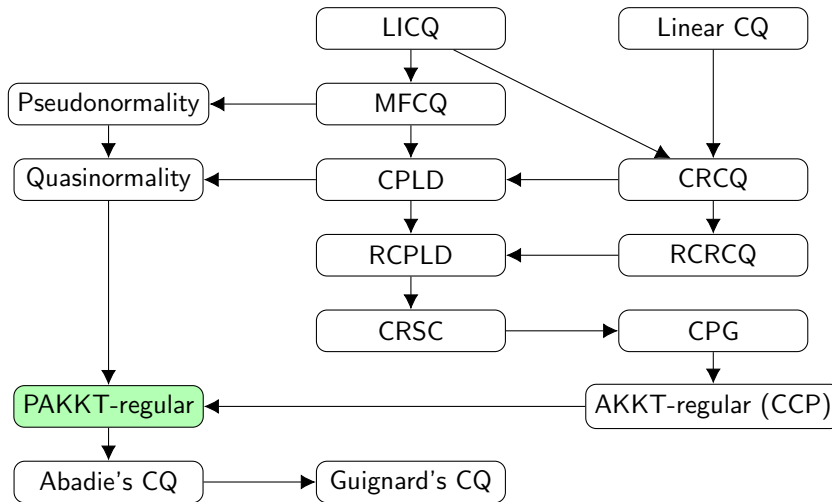 LICQ
Linear CQ
Pseudonormality
MFCQ
Quasinormality
CPLD
CRCQ
RCPLD
RCRCQ
CRSC
CPG
PAKKT-regular
AKKT-regular (CCP)
Abadie's CQ
Guignard's CQ